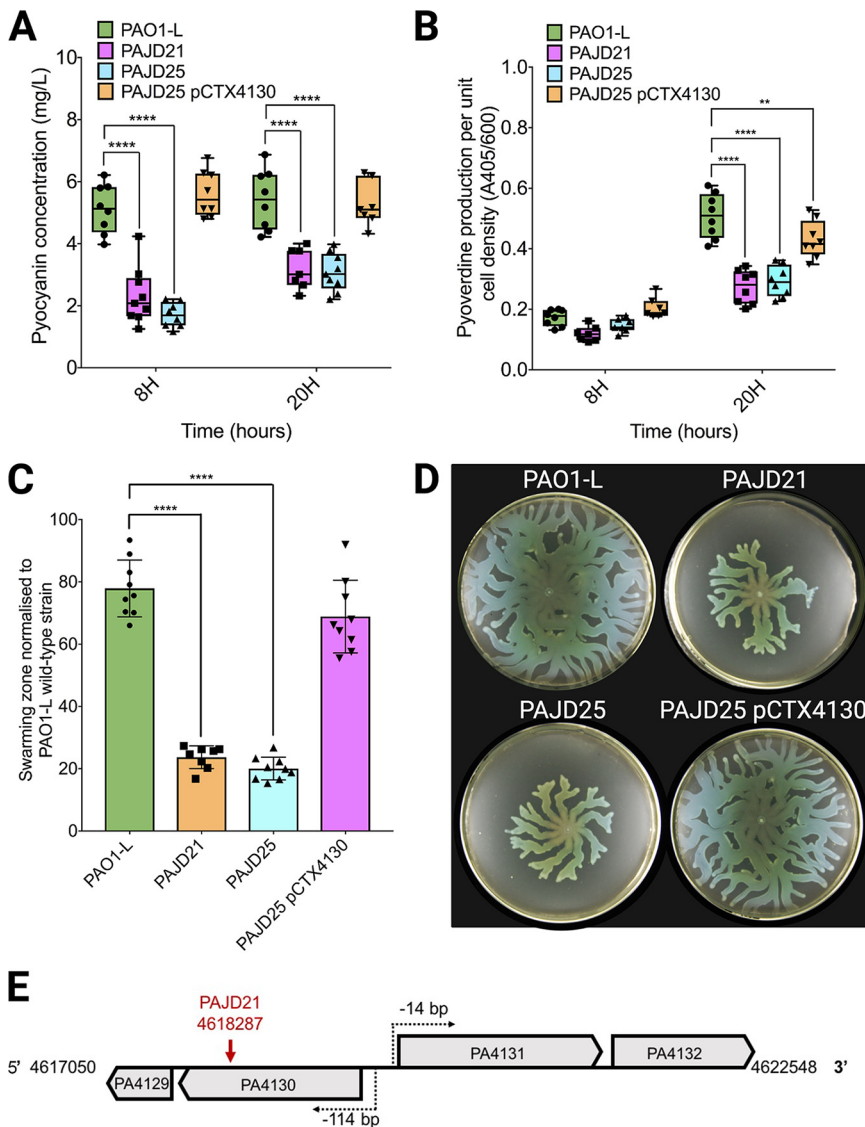 A
PAO1-L
PAJD21
PAJD25
PAJD25 pCTX4130
Pyocyanin concentration (mg/L)
10
8
6
4
2
0
****
****
****
****
8H
20H
Time (hours)
B
PAO1-L
PAJD21
PAJD25
PAJD25 pCTX4130
Pyoverdine production per unit
cell density (A405/600)
1.0
0.8
0.6
0.4
0.2
0.0
**
****
****
8H
20H
Time (hours)
C
Swarming zone normalised to
PAO1-L wild-type strain
100
80
60
40
20
0
****
****
PAO1-L
PAJD21
PAJD25
PAJD25 pCTX4130
D
PAO1-L
PAJD21
PAJD25
PAJD25 pCTX4130
E
PAJD21
4618287
-14 bp
5' 4617050
PA4129
PA4130
PA4131
PA4132
4622548 3'
-114 bp